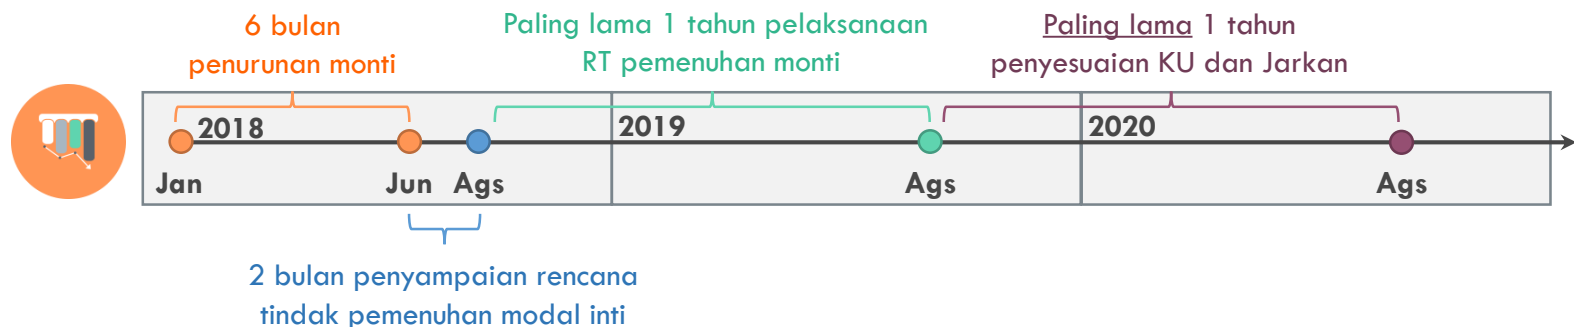 6 bulan
penurunan monti
Paling lama 1 tahun pelaksanaan
RT pemenuhan monti
Paling lama 1 tahun
penyesuaian KU dan Jarkan
2018
2019
2020
Jan
Jun
Ags
Ags
Ags
2 bulan penyampaian rencana
tindak pemenuhan modal inti